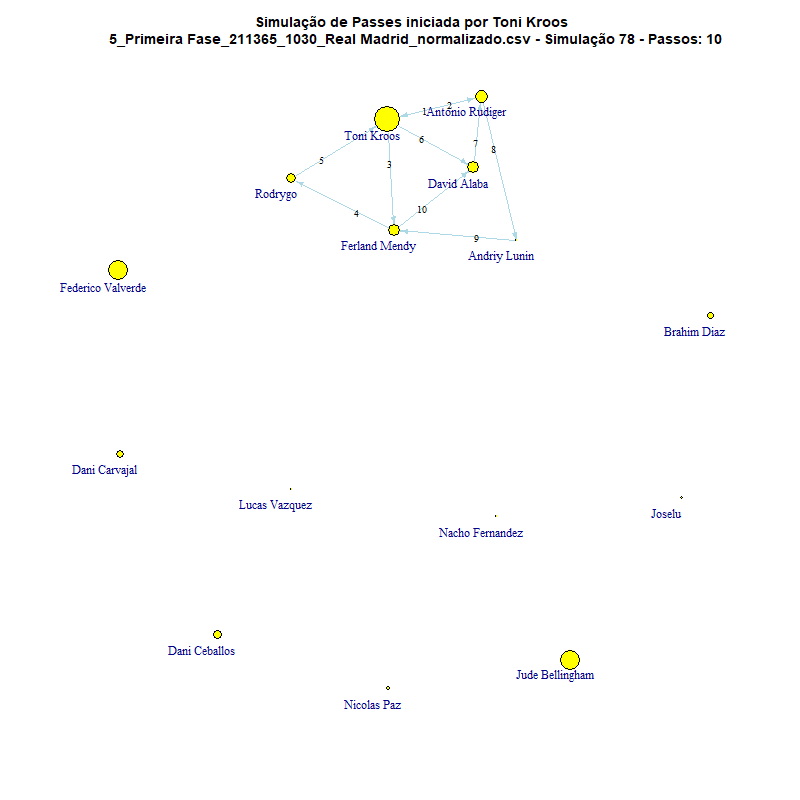 Simulação de Passes iniciada por Toni Kroos
5_Primeira Fase_211365_1030_Real Madrid_normalizado.csv - Simulação 78 - Passos: 10
1
2
Antonio Rudiger
Toni Kroos
6
7
8
5
3
David Alaba
Rodrygo
4
10
9
Ferland Mendy
Andriy Lunin
Federico Valverde
Brahim Diaz
Dani Carvajal
Lucas Vazquez
Joselu
Nacho Fernandez
Dani Ceballos
Jude Bellingham
Nicolas Paz